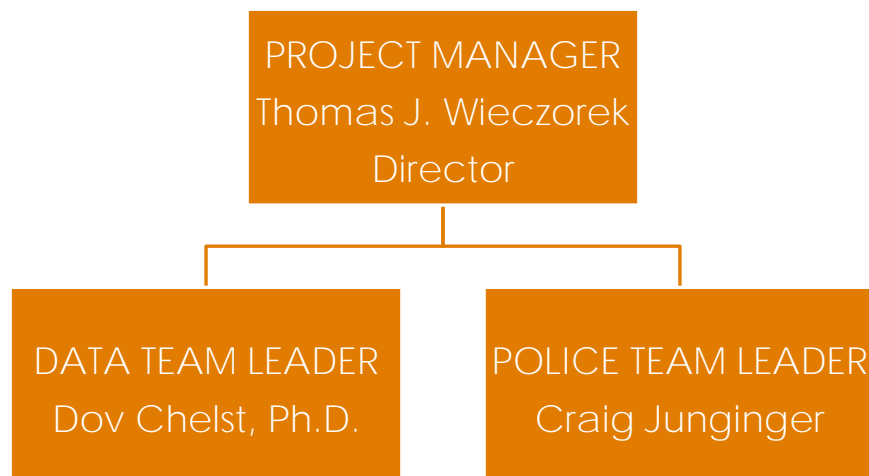 PROJECT MANAGER
Thomas J. Wieczorek
Director
DATA TEAM LEADER
Dov Chelst, Ph.D.
POLICE TEAM LEADER
Craig Junginger